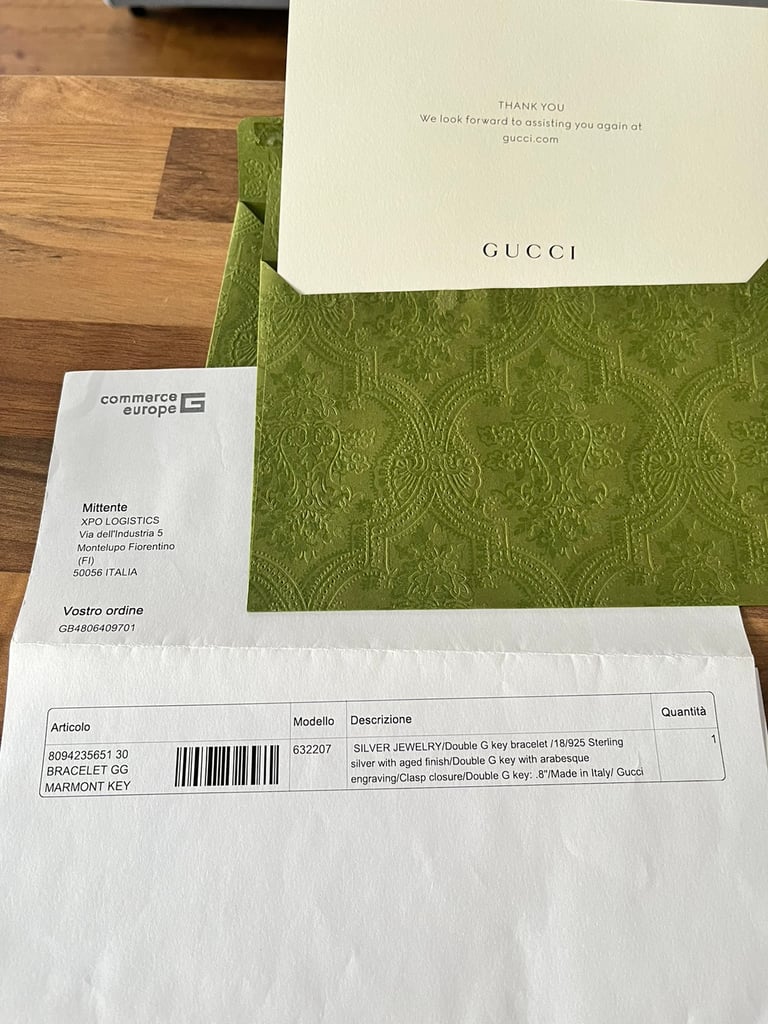 THANK YOU
We look forward to assisting you again at
gucci.com
GUCCI
commerce
europe G
Mittente
XPO LOGISTICS
Via dell'Industria 5
Montelupo Fiorentino
(FI)
50056 ITALIA
Vostro ordine
GB4806409701
Articolo
Modello
Descrizione
Quantità
8094235651 30
BRACELET GG
MARMONT KEY
632207
SILVER JEWELRY/Double G key bracelet /18/925 Sterling
silver with aged finish/Double G key with arabesque
engraving/Clasp closure/Double G key: .8"/Made in Italy/ Gucci
1